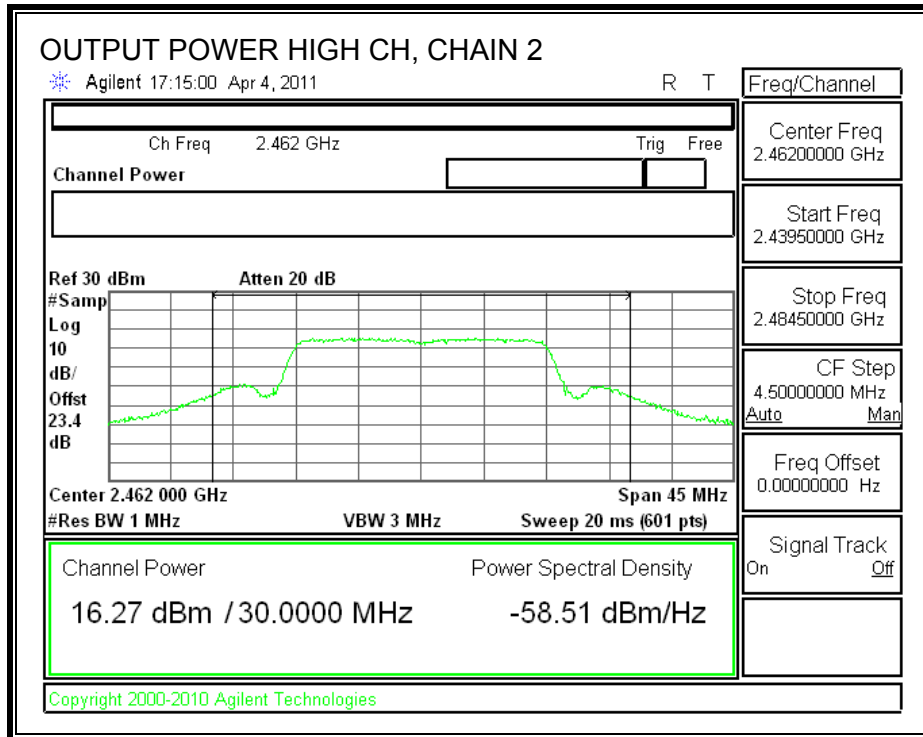 OUTPUT POWER HIGH CH, CHAIN 2
Agilent 17:15:00 Apr 4, 2011 R T
Freq/Channel
Ch Freq 2.462 GHz Trig Free
Channel Power
Center Freq
2.46200000 GHz
Start Freq
2.43950000 GHz
Stop Freq
2.48450000 GHz
CF Step
4.50000000 MHz
Auto Man
Freq Offset
0.00000000 Hz
Signal Track
On Off
Ref 30 dBm Atten 20 dB
#Samp
Log
10
dB/
Offst
23.4
dB
Center 2.462 000 GHz Span 45 MHz
#Res BW 1 MHz VBW 3 MHz Sweep 20 ms (601 pts)
Channel Power Power Spectral Density
16.27 dBm / 30.0000 MHz -58.51 dBm/Hz
Copyright 2000-2010 Agilent Technologies